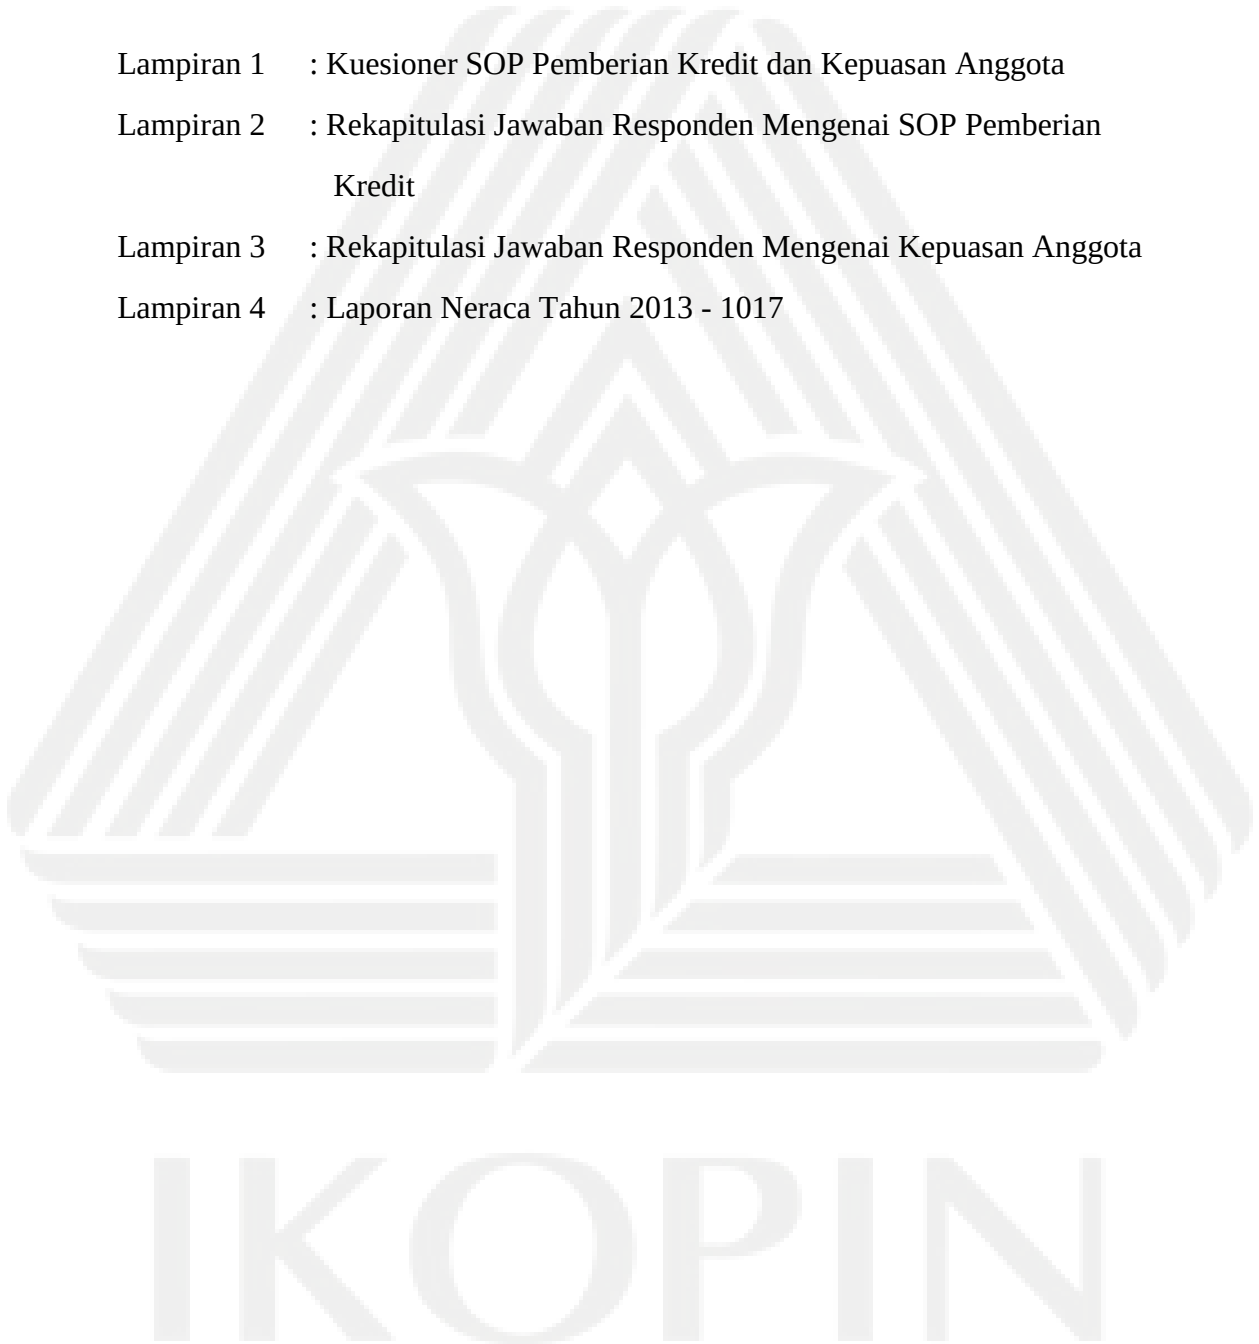 Lampiran 1 : Kuesioner SOP Pemberian Kredit dan Kepuasan Anggota
Lampiran 2 : Rekapitulasi Jawaban Responden Mengenai SOP Pemberian
Kredit
Lampiran 3 : Rekapitulasi Jawaban Responden Mengenai Kepuasan Anggota
Lampiran 4 : Laporan Neraca Tahun 2013 - 1017
IKOPIN